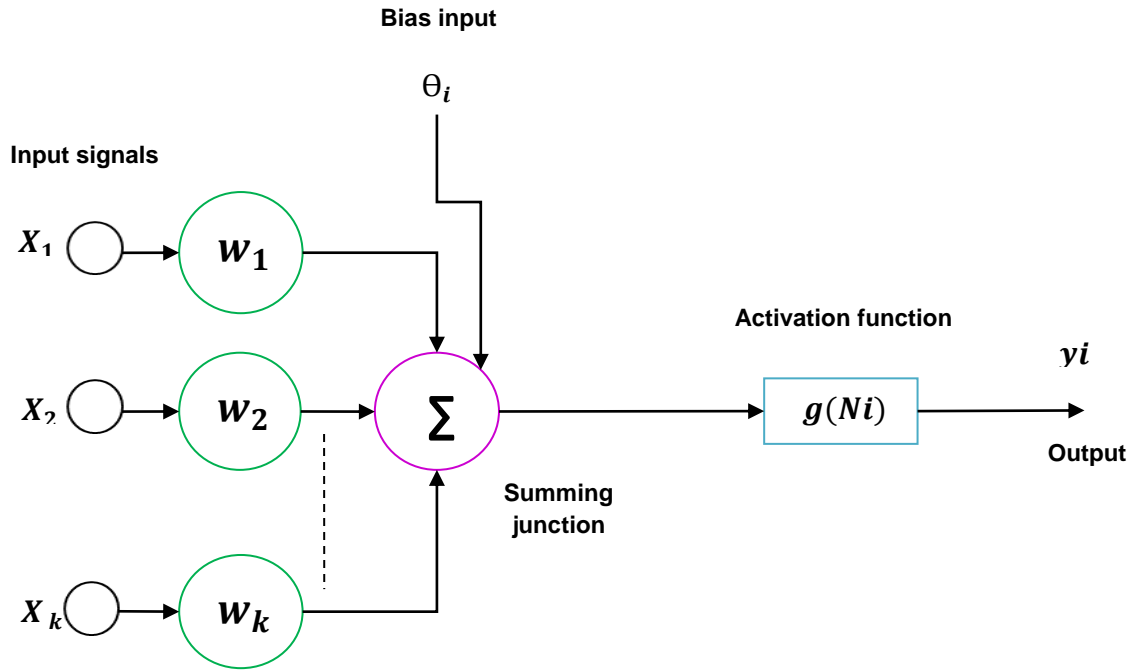 Bias input
θᵢ
Input signals
X₁
w₁
Activation function
yi
X₂
w₂
Σ
g(Ni)
Output
Summing
junction
Xₖ
wₖ